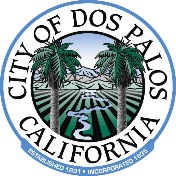 CITY OF DOS PALOS
CALIFORNIA
ESTABLISHED 1891 • INCORPORATED 1935